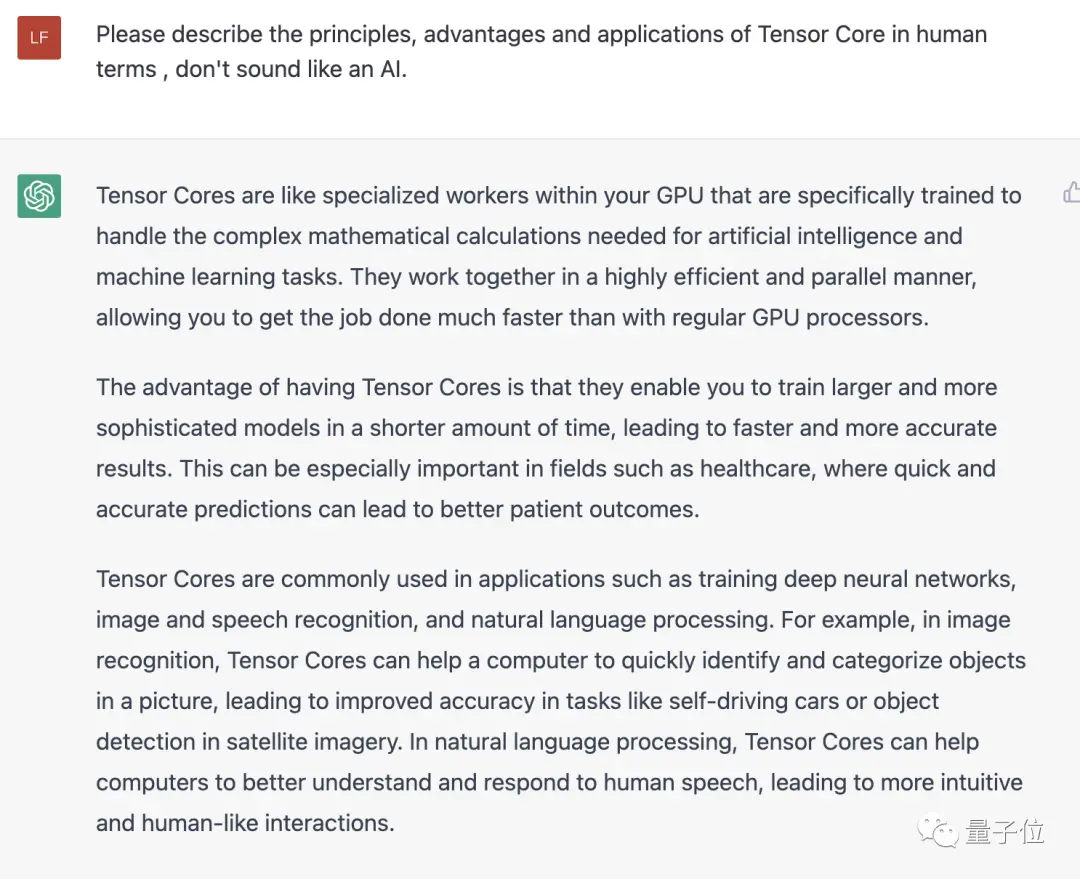 LF
Please describe the principles, advantages and applications of Tensor Core in human
terms , don't sound like an AI.
Tensor Cores are like specialized workers within your GPU that are specifically trained to
handle the complex mathematical calculations needed for artificial intelligence and
machine learning tasks. They work together in a highly efficient and parallel manner,
allowing you to get the job done much faster than with regular GPU processors.
The advantage of having Tensor Cores is that they enable you to train larger and more
sophisticated models in a shorter amount of time, leading to faster and more accurate
results. This can be especially important in fields such as healthcare, where quick and
accurate predictions can lead to better patient outcomes.
Tensor Cores are commonly used in applications such as training deep neural networks,
image and speech recognition, and natural language processing. For example, in image
recognition, Tensor Cores can help a computer to quickly identify and categorize objects
in a picture, leading to improved accuracy in tasks like self-driving cars or object
detection in satellite imagery. In natural language processing, Tensor Cores can help
computers to better understand and respond to human speech, leading to more intuitive
and human-like interactions.
量子位